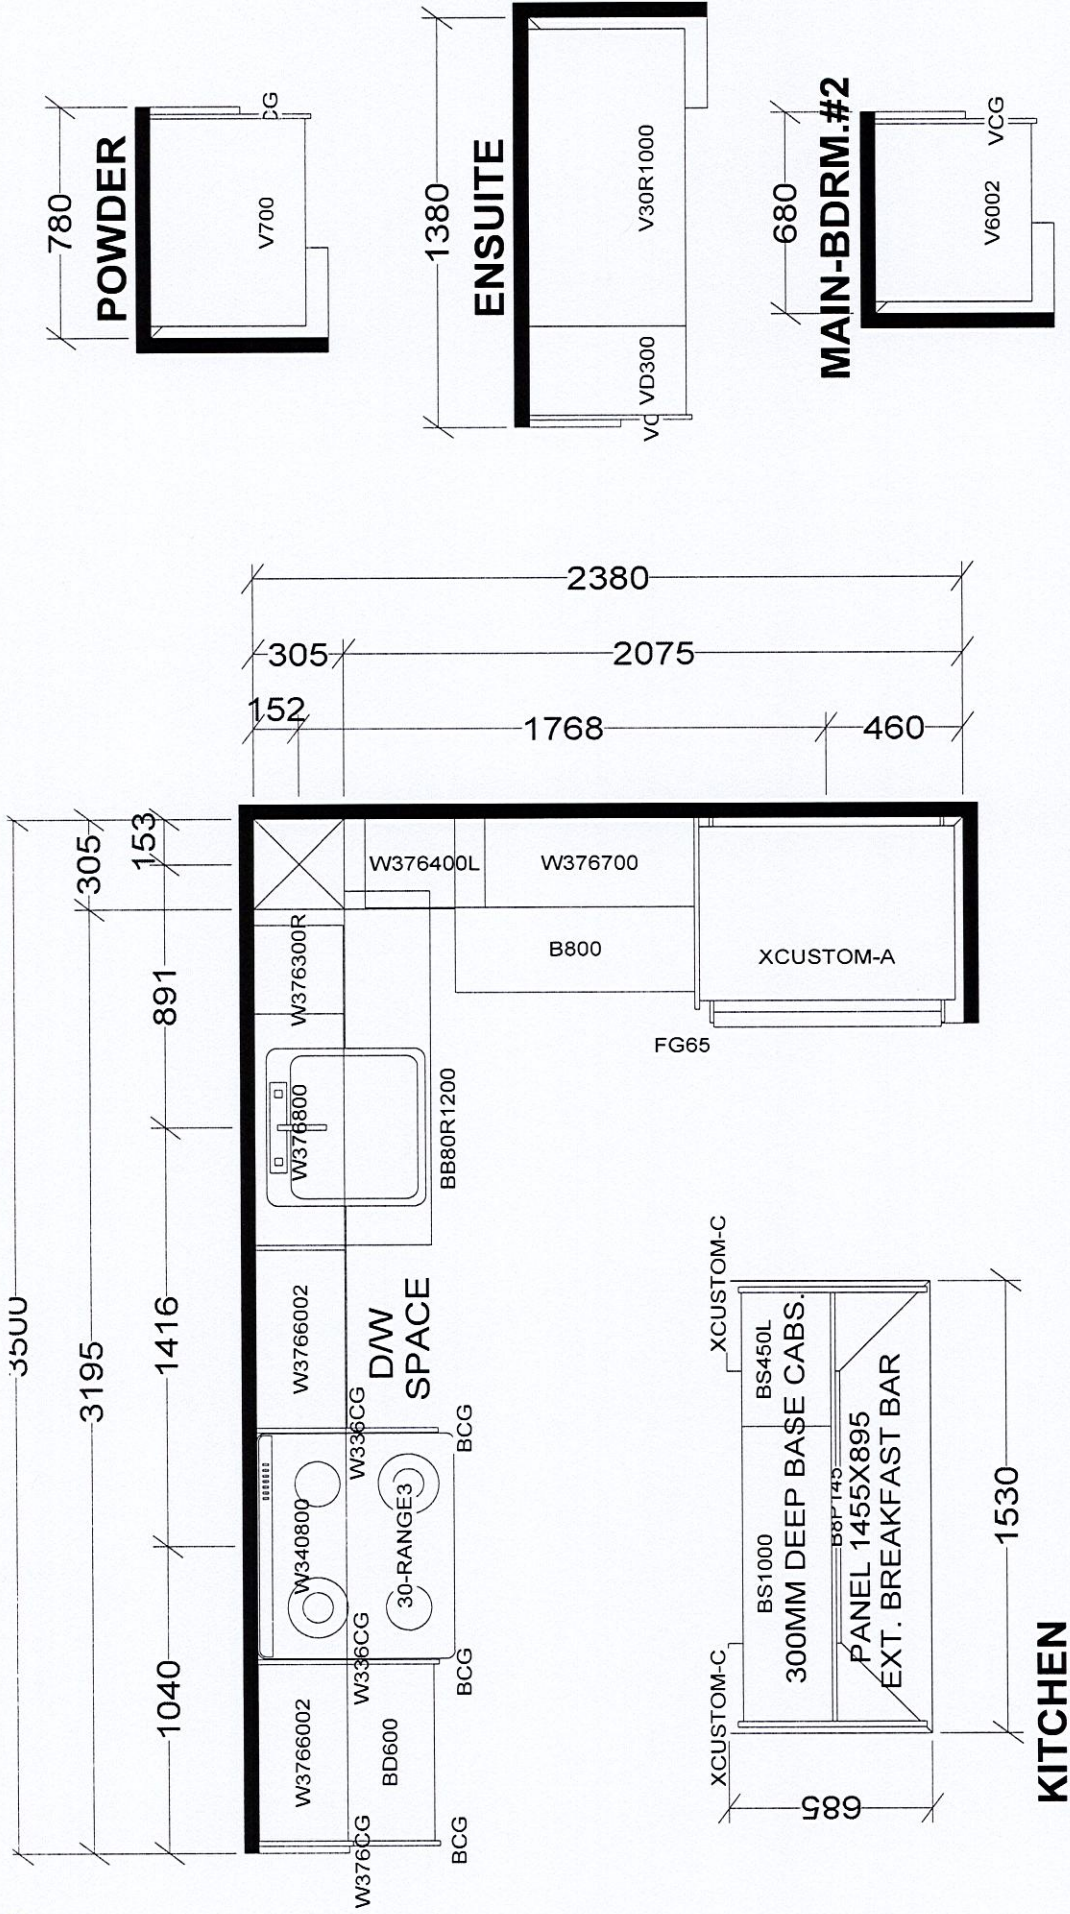 780
POWDER
CG
V700
1380
ENSUITE
V30R1000
VD300
680
MAIN-BDRM.#2
VCG
V6002
2380
305
2075
152
1768
460
3500
305
3195
153
891
1416
1040
W376400L
W376700
B800
XCUSTOM-A
FG65
W376300R
W376800
BB80R1200
W3766002
D/W
SPACE
W336CG
BCG
W340800
30-RANGE3
W336CG
BCG
W3766002
BD600
W376CG
BCG
XCUSTOM-C
XCUSTOM-C
BS450L
BS1000
300MM DEEP BASE CABS.
PANEL 1455X895
EXT. BREAKFAST BAR
1530
685
KITCHEN